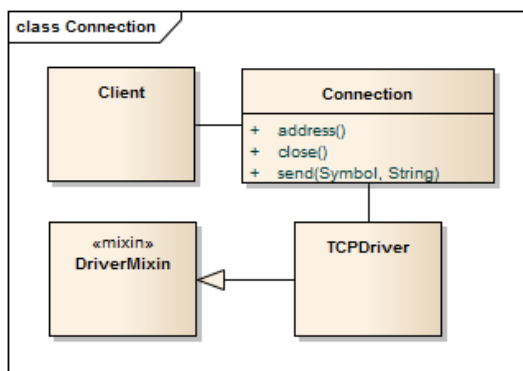 class Connection
Client
Connection
+ address()
+ close()
+ send(Symbol, String)
«mixin»
DriverMixin
TCPDriver